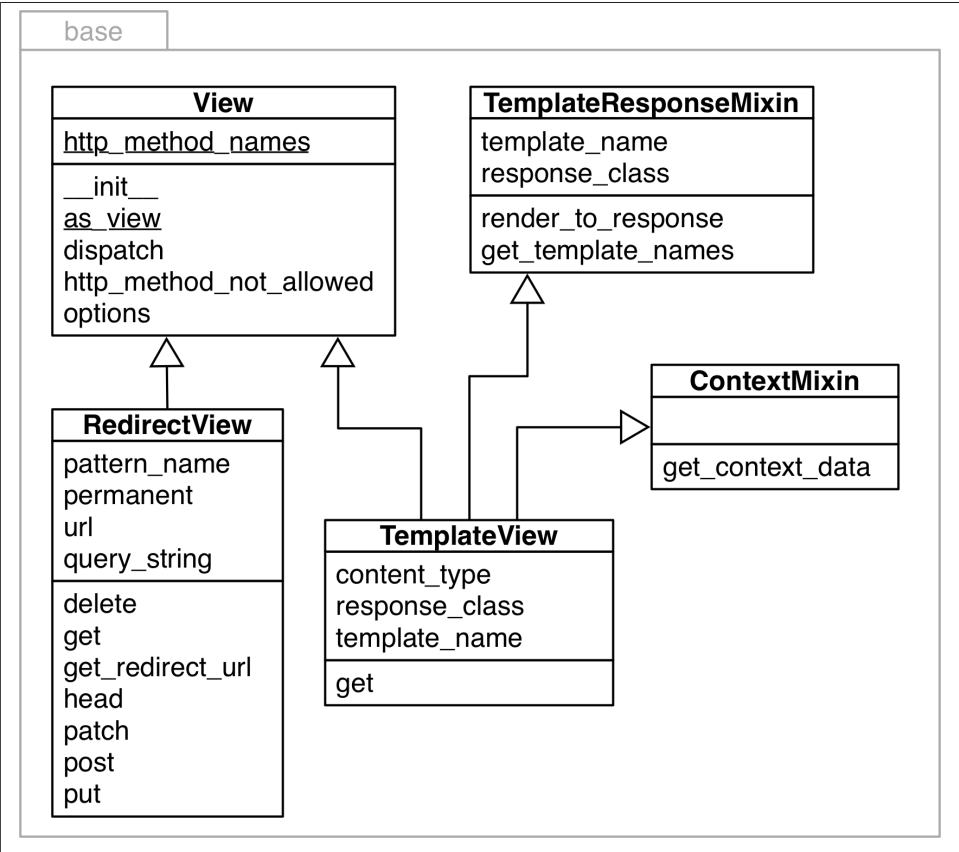 base
View
http_method_names
__init__
as_view
dispatch
http_method_not_allowed
options
TemplateResponseMixin
template_name
response_class
render_to_response
get_template_names
ContextMixin
get_context_data
RedirectView
pattern_name
permanent
url
query_string
delete
get
get_redirect_url
head
patch
post
put
TemplateView
content_type
response_class
template_name
get